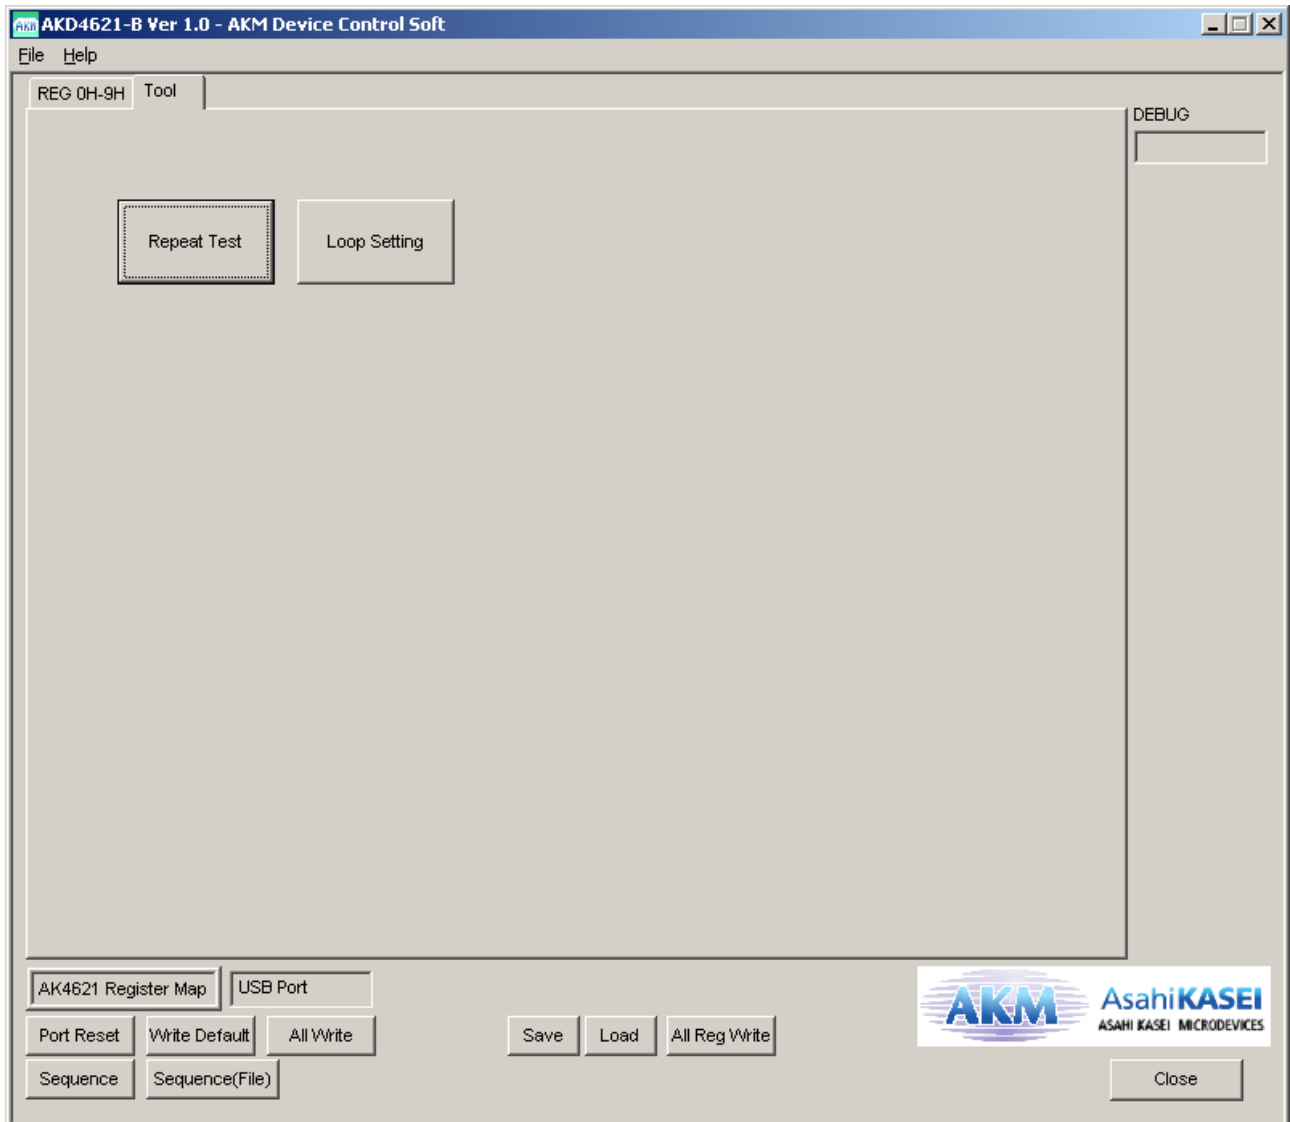 AKM AKD4621-B Ver 1.0 - AKM Device Control Soft
File Help
REG 0H-9H Tool
DEBUG
Repeat Test Loop Setting
AK4621 Register Map USB Port
Port Reset Write Default All Write Save Load All Reg Write
AKM AsahiKASEI
ASAHI KASEI MICRODEVICES
Sequence Sequence(File) Close